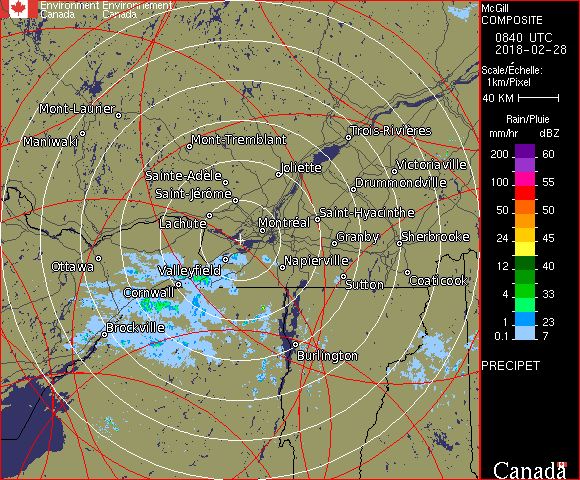 Environment Environnement
Canada Canada
McGill
COMPOSITE
0840 UTC
2018-02-28
Scale/Échelle:
1km/Pixel
40 KM
Rain/Pluie
mm/hr dBZ
200 60
100 55
50 50
24 45
12 40
4 33
1 23
0.1 7
PRECIPET
Canada
Mont-Laurier
Maniwaki
Mont-Tremblant
Trois-Rivières
Sainte-Adèle
Joliette
Victoriaville
Saint-Jérôme
Drummondville
Lachute
Montréal
Saint-Hyacinthe
Granby
Sherbrooke
Ottawa
Valleyfield
Napierville
Cornwall
Sutton
Coaticook
Brockville
Burlington